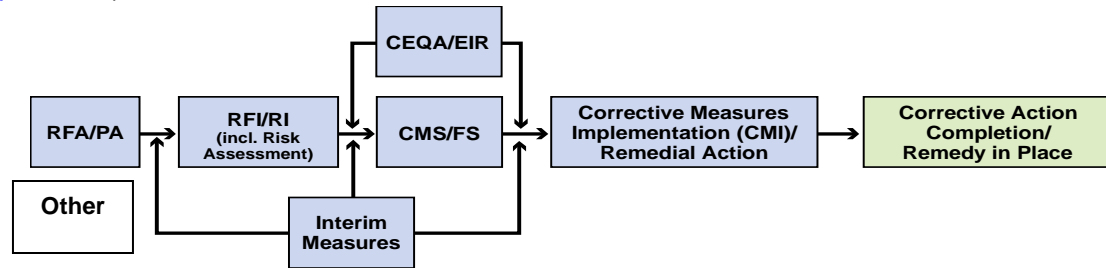 CEQA/EIR
RFA/PA
RFI/RI
(incl. Risk
Assessment)
CMS/FS
Corrective Measures
Implementation (CMI)/
Remedial Action
Corrective Action
Completion/
Remedy in Place
Other
Interim
Measures